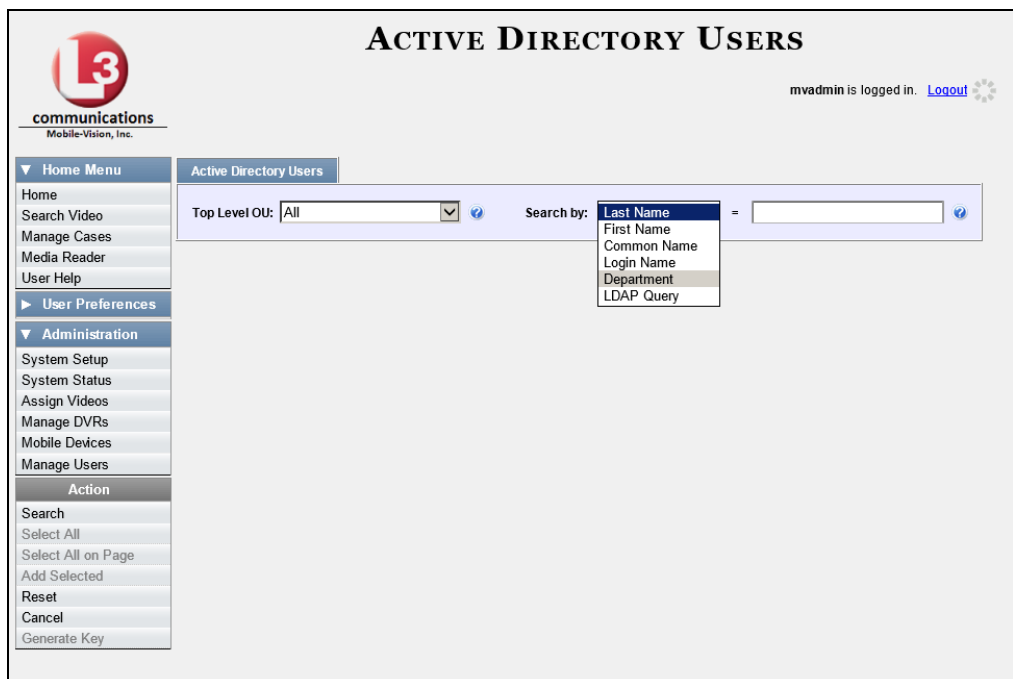 ACTIVE DIRECTORY USERS
L3
communications
Mobile-Vision, Inc.
mvadmin is logged in. Logout
▼ Home Menu
Home
Search Video
Manage Cases
Media Reader
User Help
▶ User Preferences
▼ Administration
System Setup
System Status
Assign Videos
Manage DVRs
Mobile Devices
Manage Users
Action
Search
Select All
Select All on Page
Add Selected
Reset
Cancel
Generate Key
Active Directory Users
Top Level OU: All ? Search by: Last Name = ?
First Name
Common Name
Login Name
Department
LDAP Query